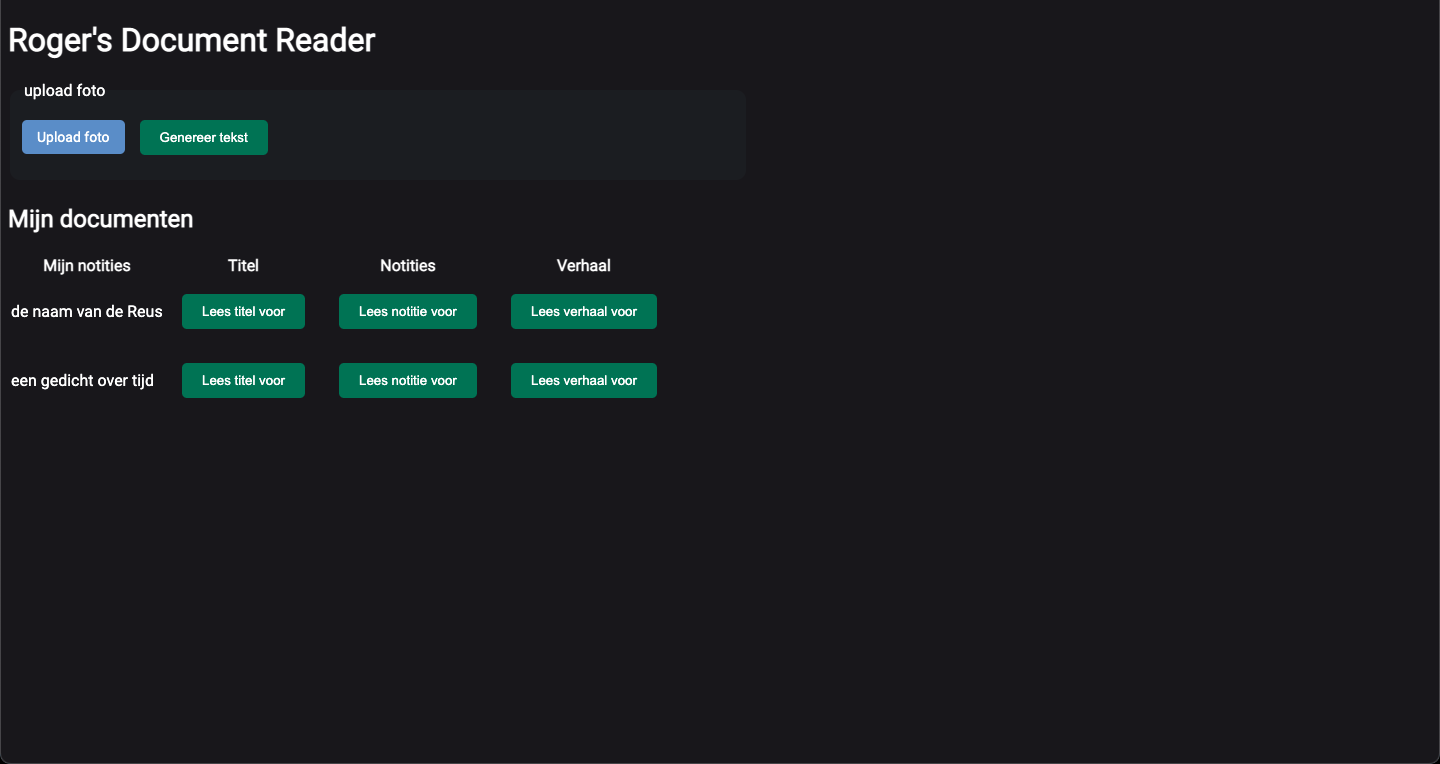 Roger's Document Reader
upload foto
Upload foto Genereer tekst
Mijn documenten
Mijn notities Titel Notities Verhaal
de naam van de Reus Lees titel voor Lees notitie voor Lees verhaal voor
een gedicht over tijd Lees titel voor Lees notitie voor Lees verhaal voor